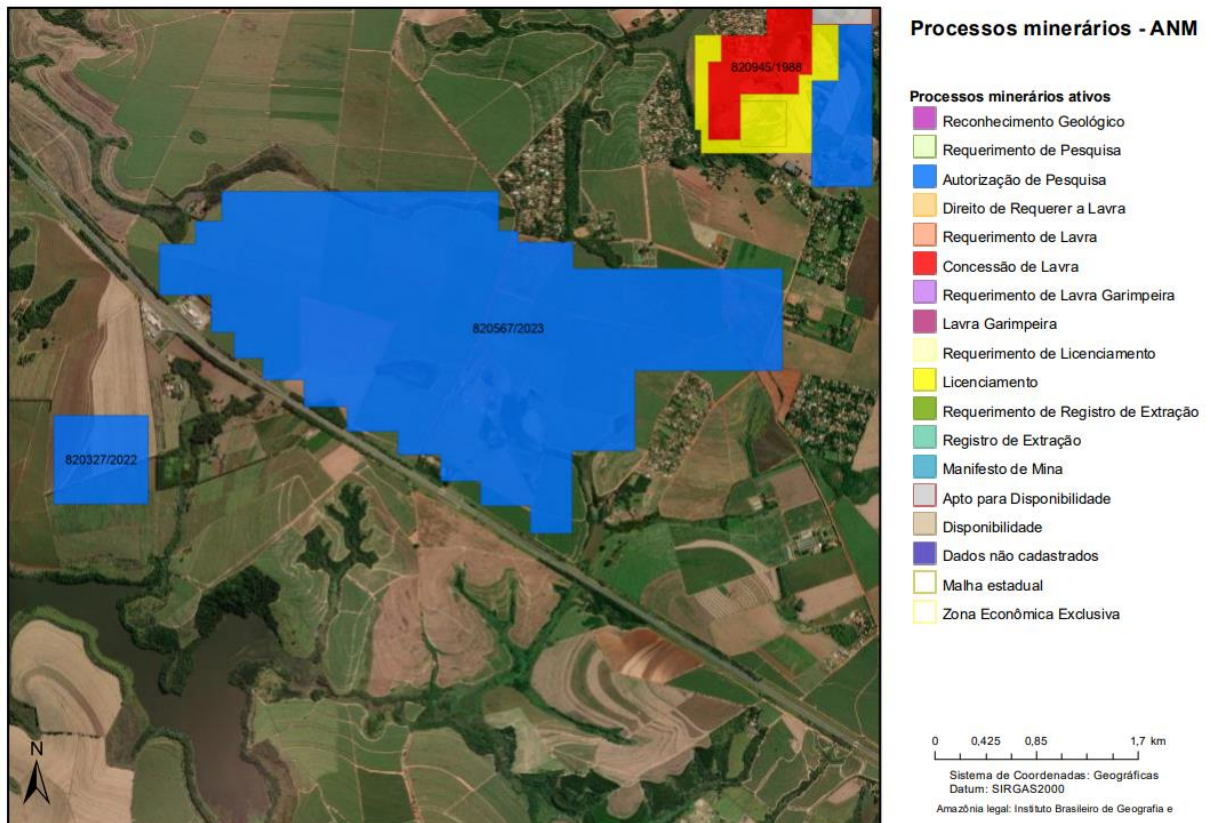 Processos minerários - ANM
820945/1988
820567/2023
820327/2022
N
Processos minerários ativos
Reconhecimento Geológico
Requerimento de Pesquisa
Autorização de Pesquisa
Direito de Requerer a Lavra
Requerimento de Lavra
Concessão de Lavra
Requerimento de Lavra Garimpeira
Lavra Garimpeira
Requerimento de Licenciamento
Licenciamento
Requerimento de Registro de Extração
Registro de Extração
Manifesto de Mina
Apto para Disponibilidade
Disponibilidade
Dados não cadastrados
Malha estadual
Zona Econômica Exclusiva
0 0,425 0,85 1,7 km
Sistema de Coordenadas: Geográficas
Datum: SIRGAS2000
Amazônia legal: Instituto Brasileiro de Geografia e